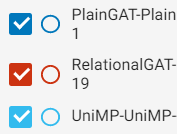 PlainGAT-Plain
1
RelationalGAT-
19
UniMP-UniMP-